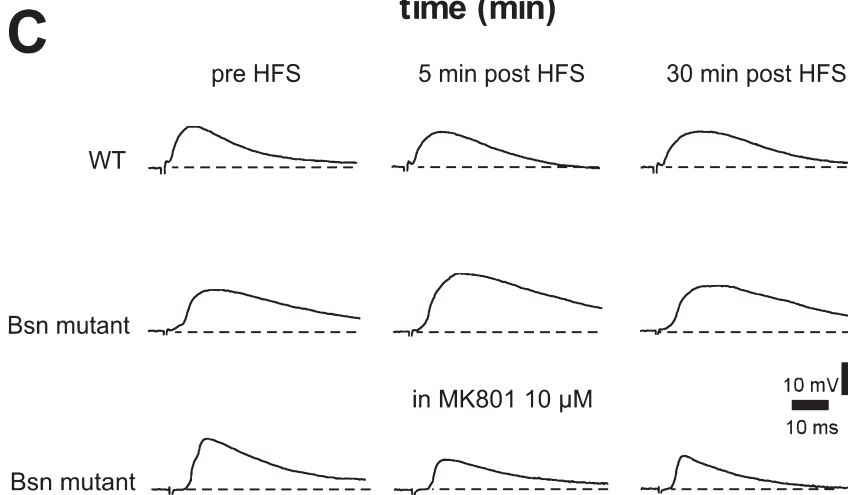 time (min)
C
pre HFS 5 min post HFS 30 min post HFS
WT
Bsn mutant
in MK801 10 µM
10 mV
10 ms
Bsn mutant